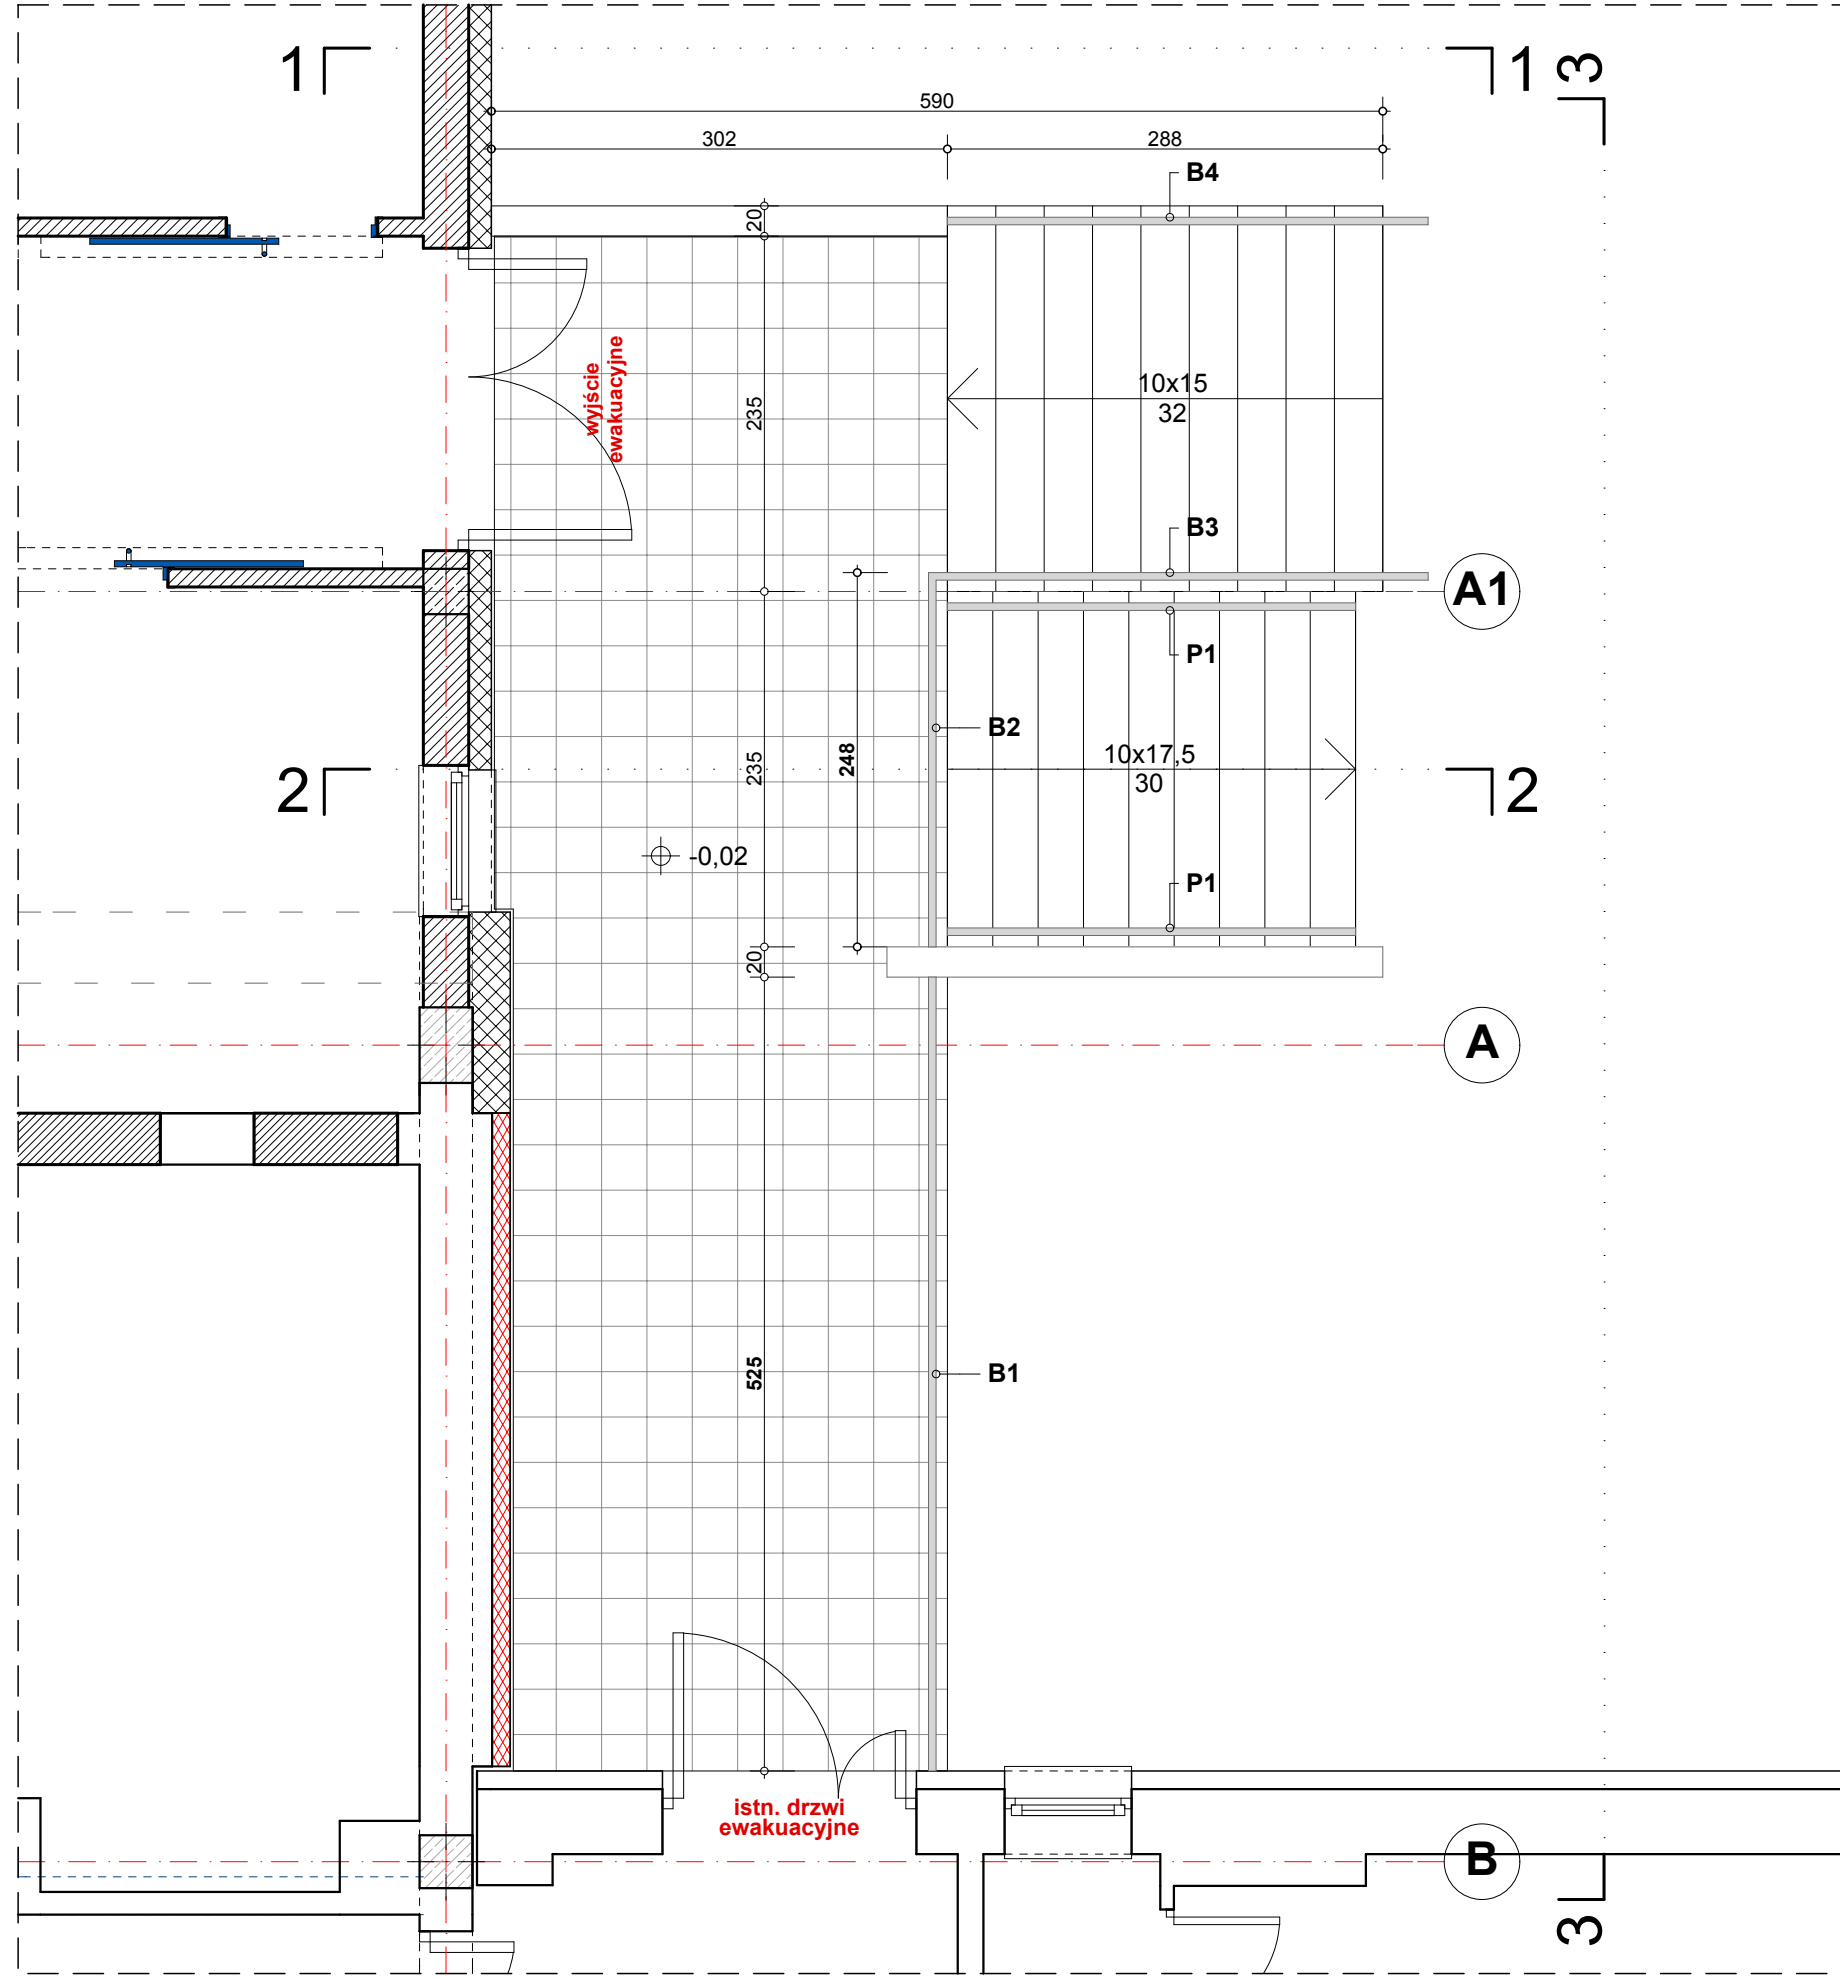 1
1
3
590
302
288
B4
20
10x15
32
wyjście
ewakuacyjne
235
B3
A1
P1
B2
248
235
10x17,5
30
2
2
-0,02
P1
20
A
525
B1
istn. drzwi
ewakuacyjne
B
3